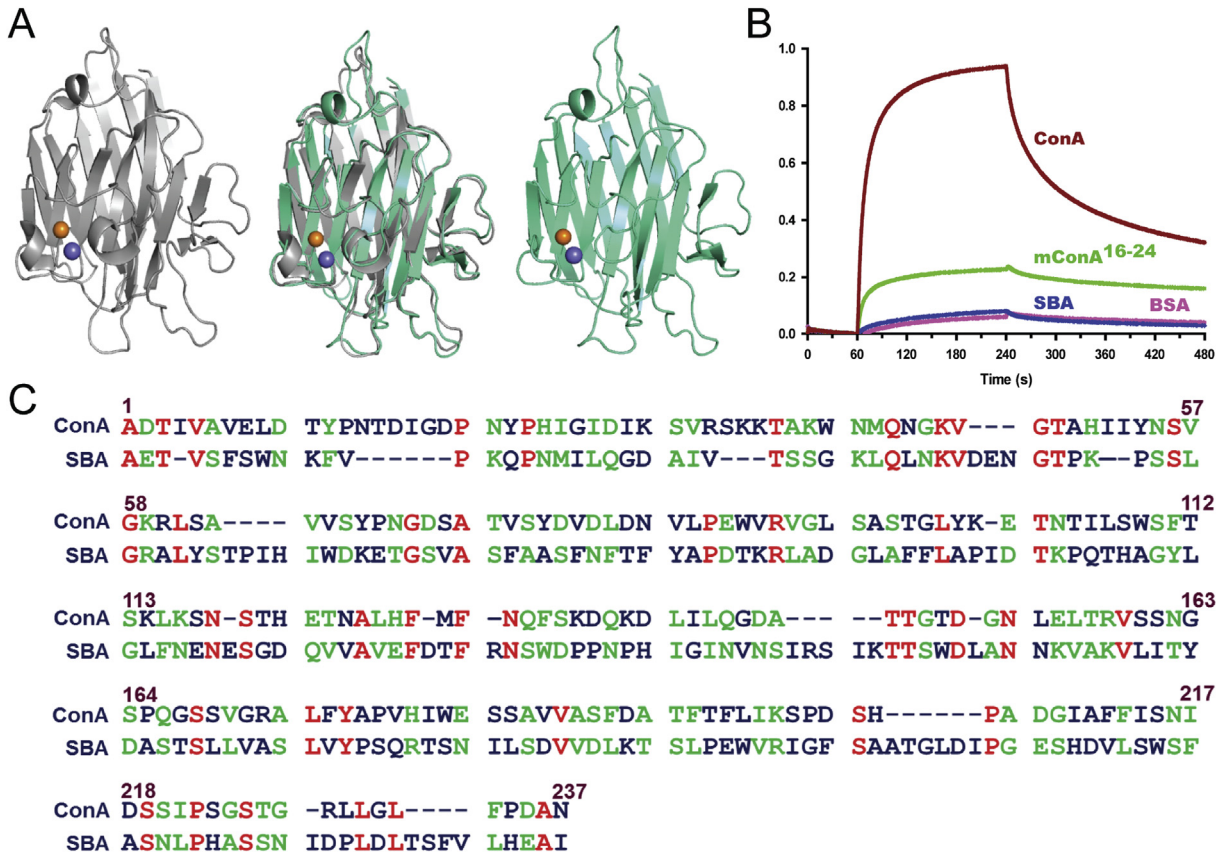 A
B
1.0
0.8
0.6
0.4
0.2
0.0
ConA
mConA16-24
SBA
BSA
0
60
120
180
240
300
360
420
480
Time (s)
C
1 57
ConA ADTIVAVELD TYPNTDIGDP NYPHIGIDIK SVRSKKTAKW NMQNGKV--- GTAHIIYNSV
SBA AET-VSFSWN KFV------P KQPNMILQGD AIV---TSSG KLQLNKVDEN GTPK--PSSL
58 112
ConA GKRLSA---- VVSYPNGDSA TVSYDVDLDN VLPEWVRVGL SASTGLYK-E TNTILSWSFT
SBA GRALYSTPIH IWDKETGSVA SFAASFNFTF YAPDTKRLAD GLAFFLAPID TKPQTHAGYL
113 163
ConA SKLKSN-STH ETNALHF-MF -NQFSKDQKD LILQGDA--- -TTGTD-GN LELTRVSSNG
SBA GLFNENESGD QVVAVEFDTF RNSWDPPNPH IGINVNSIRS IKTTSWDLAN NKVAKVLITY
164 217
ConA SPQGSSVGRA LFYAPVHIWE SSAVVASFDA TFTFLIKSPD SH------P ADGIAFFISNI
SBA DASTSLLVAS LVYPSQRTSN ILSDVVDLKT SLPEWVRIGF SAATGLDIPG ESHDVLSWSF
218 237
ConA DSSIPSGSTG -RLLGL---- FPDAN
SBA ASNLPHASSN IDPLDLTSFV LHEAI